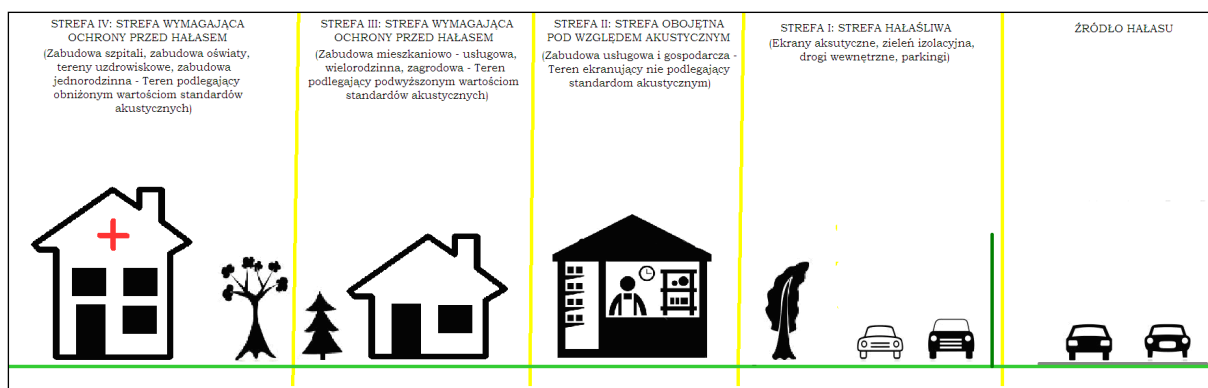 STREFA IV: STREFA WYMAGAJĄCA
OCHRONY PRZED HAŁASEM
(Zabudowa szpitali, zabudowa oświaty,
tereny uzdrowiskowe, zabudowa
jednorodzinna - Teren podlegający
obniżonym wartościom standardów
akustycznych)
STREFA III: STREFA WYMAGAJĄCA
OCHRONY PRZED HAŁASEM
(Zabudowa mieszkaniowo - usługowa,
wielorodzinna, zagrodowa - Teren
podlegający podwyższonym wartościom
standardów akustycznych)
STREFA II: STREFA OBOJĘTNA
POD WZGLĘDEM AKUSTYCZNYM
(Zabudowa usługowa i gospodarcza -
Teren ekranujący nie podlegający
standardom akustycznym)
STREFA I: STREFA HAŁAŚLIWA
(Ekrany aksutyczne, zieleń izolacyjna,
drogi wewnętrzne, parkingi)
ŹRÓDŁO HAŁASU